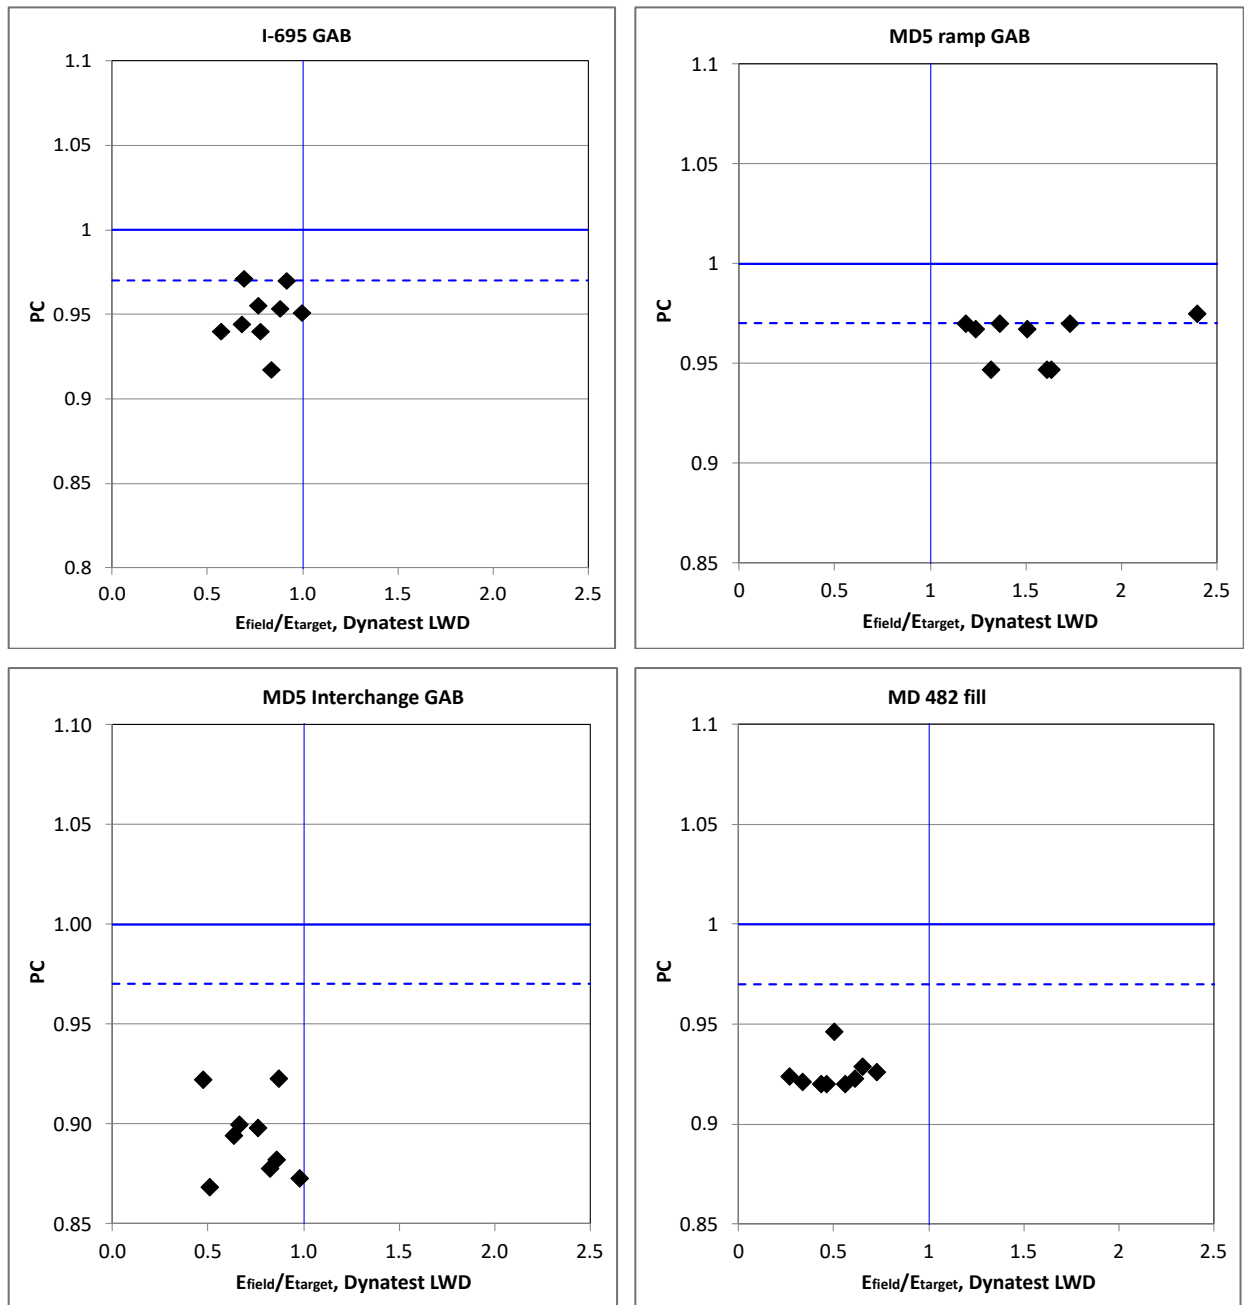 I-695 GAB
1.1
1.05
1
0.95
0.9
0.85
0.8
PC
0.0 0.5 1.0 1.5 2.0 2.5
Efield/Etarget, Dynatest LWD
MD5 ramp GAB
1.1
1.05
1
0.95
0.9
0.85
PC
0 0.5 1 1.5 2 2.5
Efield/Etarget, Dynatest LWD
MD5 Interchange GAB
1.10
1.05
1.00
0.95
0.90
0.85
PC
0.0 0.5 1.0 1.5 2.0 2.5
Efield/Etarget, Dynatest LWD
MD 482 fill
1.1
1.05
1
0.95
0.9
0.85
PC
0 0.5 1 1.5 2 2.5
Efield/Etarget, Dynatest LWD